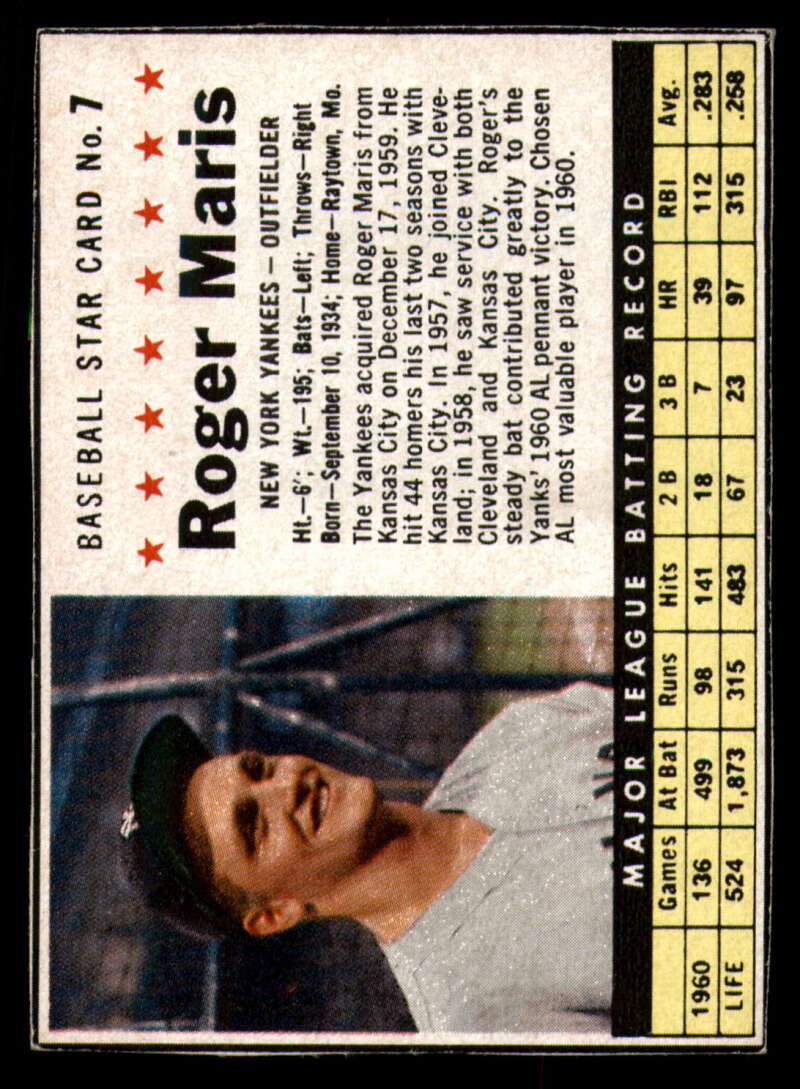 BASEBALL STAR CARD No. 7
Roger Maris
NEW YORK YANKEES – OUTFIELDER
Ht.–6'; Wt.–195; Bats–Left; Throws–Right
Born–September 10, 1934; Home–Raytown, Mo.
The Yankees acquired Roger Maris from
Kansas City on December 17, 1959. He
hit 44 homers his last two seasons with
Kansas City. In 1957, he joined Cleve-
land; in 1958, he saw service with both
Cleveland and Kansas City. Roger's
steady bat contributed greatly to the
Yanks' 1960 AL pennant victory. Chosen
AL most valuable player in 1960.
MAJOR LEAGUE BATTING RECORD
Games At Bat Runs Hits 2 B 3 B HR RBI Avg.
1960 136 499 98 141 18 7 39 112 .283
LIFE 524 1,873 315 483 67 23 97 315 .258